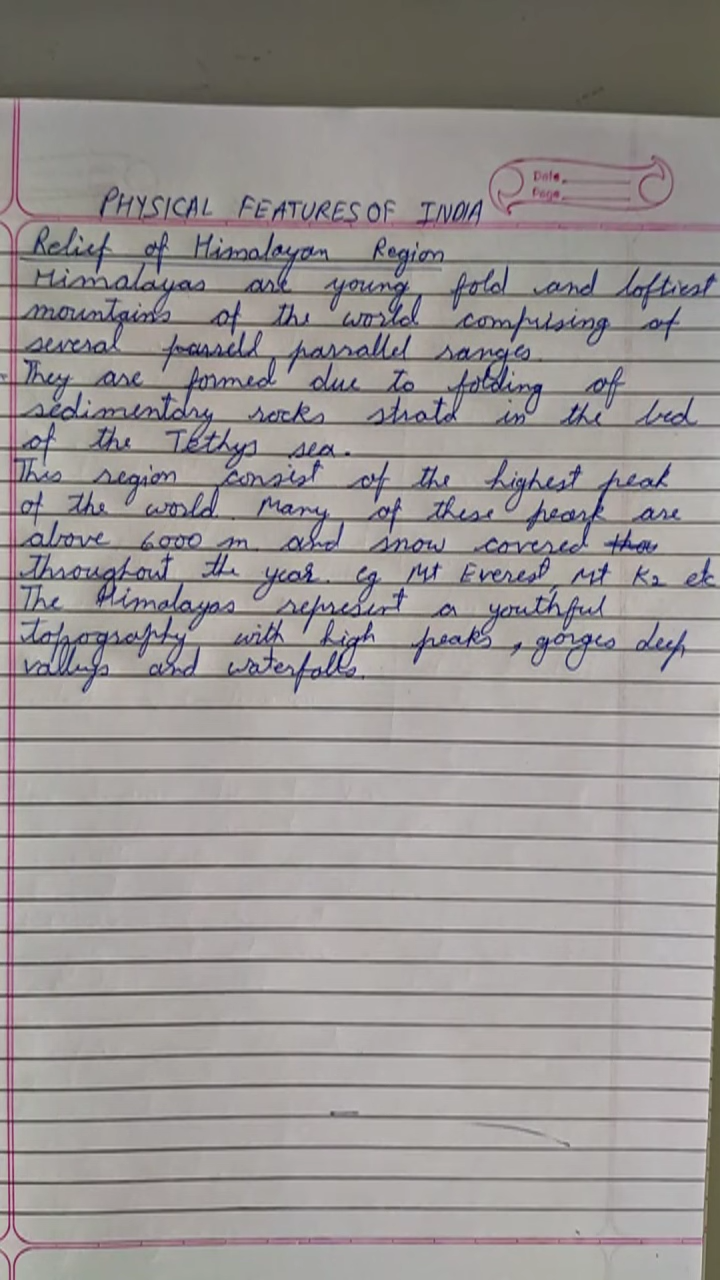 Date
Page
PHYSICAL FEATURES OF INDIA
Relief of Himalayan Region
Himalayas are young fold and loftiest
mountains of the world comprising of
several parrell parrallel ranges.
They are formed due to folding of
sedimentary rocks strata in the bed
of the Tethys sea.
This region consist of the highest peak
of the world. Many of these peark are
above 6000 m. and snow covered
throughout the year. eg Mt Everest, Mt K2 etc
The Himalayas represent a youthful
topography with high peaks, gorges deep,
vallys and waterfalls.